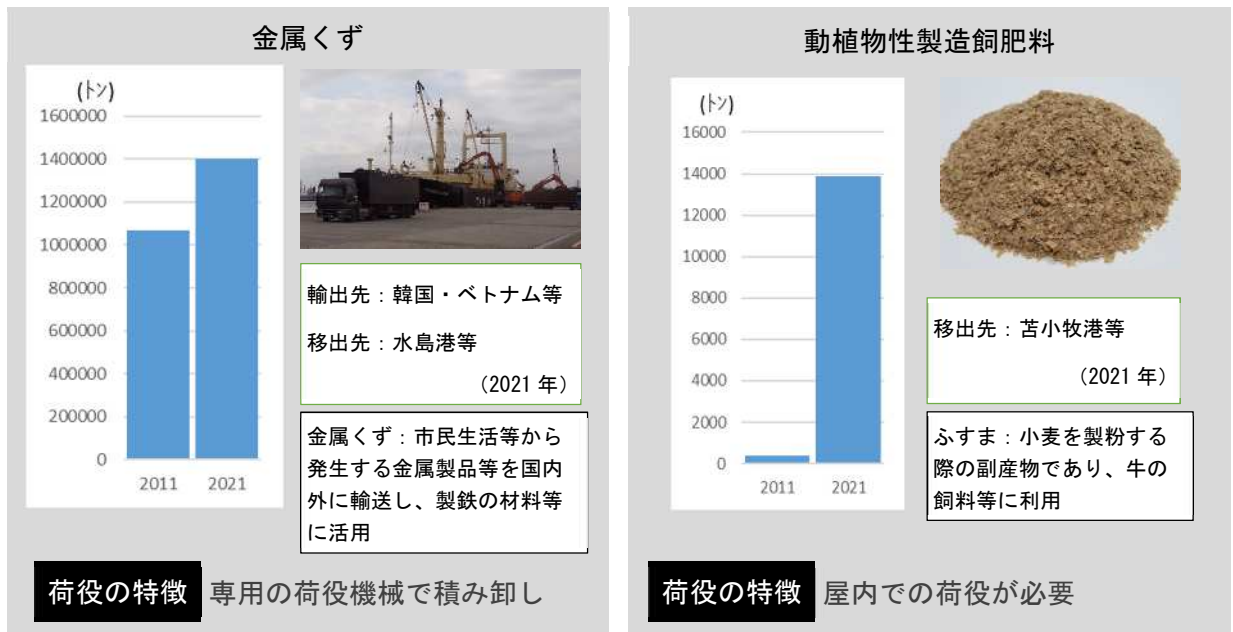 金属くず
(トン)
1600000
1400000
1200000
1000000
800000
600000
400000
200000
0
2011 2021
輸出先：韓国・ベトナム等
移出先：水島港等
（2021 年）
金属くず：市民生活等から
発生する金属製品等を国内
外に輸送し、製鉄の材料等
に活用
荷役の特徴 専用の荷役機械で積み卸し
動植物性製造飼肥料
(トン)
16000
14000
12000
10000
8000
6000
4000
2000
0
2011 2021
移出先：苫小牧港等
（2021 年）
ふすま：小麦を製粉する
際の副産物であり、牛の
飼料等に利用
荷役の特徴 屋内での荷役が必要